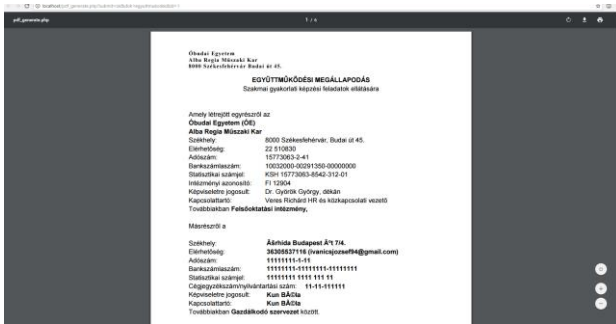 pdf_generate.php
1 / 4
Óbudai Egyetem
Alba Regia Műszaki Kar
8000 Székesfehérvár Budai út 45.
EGYÜTTMŰKÖDÉSI MEGÁLLAPODÁS
Szakmai gyakorlati képzési feladatok ellátására
Amely létrejött egyrészről az
Óbudai Egyetem (ÓE)
Alba Regia Műszaki Kar
Székhely: 8000 Székesfehérvár, Budai út 45.
Elérhetőség: 22 510830
Adószám: 15773063-2-41
Bankszámlaszám: 10032000-00291350-00000000
Statisztikai számjel: KSH 15773063-8542-312-01
Intézményi azonosító: FI 12904
Képviseletre jogosult: Dr. Györök György, dékán
Kapcsolattartó: Veres Richárd HR és közkapcsolati vezető
Továbbiakban Felsőoktatási intézmény,
Másrészről a
Székhely: Ãšrhida Budapest Ãºt 7/4.
Elérhetőség: 36305537116 (ivanicsjozsef94@gmail.com)
Adószám: 11111111-1-11
Bankszámlaszám: 11111111-11111111-11111111
Statisztikai számjel: 11111111 1111 111 11
Cégjegyzékszám/nyilvántartási szám: 11-11-111111
Képviseletre jogosult: Kun BÃ©la
Kapcsolattartó: Kun BÃ©la
Továbbiakban Gazdálkodó szervezet között.